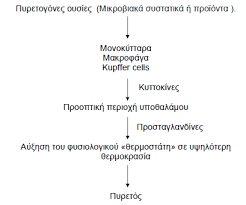 Πυρετογόνες ουσίες (Μικροβιακά συστατικά ή προϊόντα ).
Μονοκύτταρα
Μακροφάγα
Kupffer cells
Κυττοκίνες
Προοπτική περιοχή υποθαλάμου
Προσταγλανδίνες
Αύξηση του φυσιολογικού «θερμοστάτη» σε υψηλότερη
θερμοκρασία
Πυρετός